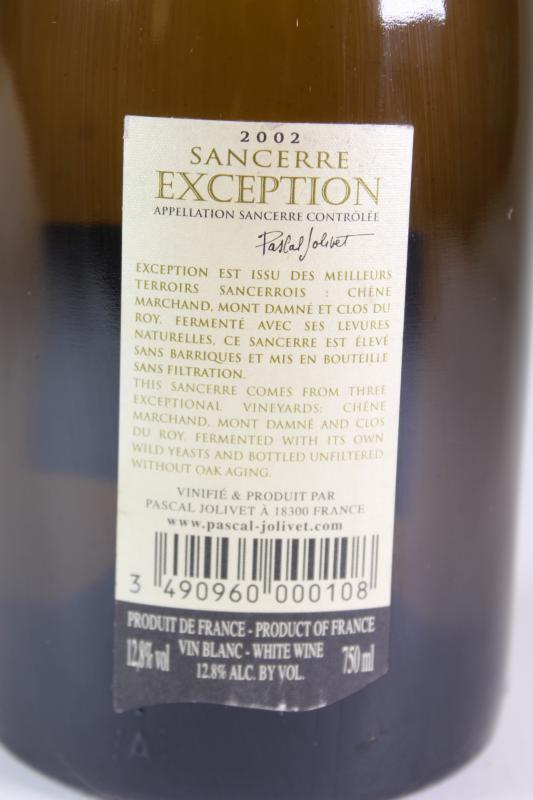 2002
SANCERRE
EXCEPTION
APPELLATION SANCERRE CONTRÔLÉE
Pascal Jolivet
EXCEPTION EST ISSU DES MEILLEURS
TERROIRS SANCERROIS : CHÊNE
MARCHAND, MONT DAMNÉ ET CLOS DU
ROY. FERMENTÉ AVEC SES LEVURES
NATURELLES, CE SANCERRE EST ÉLEVÉ
SANS BARRIQUES ET MIS EN BOUTEILLE
SANS FILTRATION.
THIS SANCERRE COMES FROM THREE
EXCEPTIONAL VINEYARDS; CHÊNE
MARCHAND, MONT DAMNÉ AND CLOS
DU ROY. FERMENTED WITH ITS OWN
WILD YEASTS AND BOTTLED UNFILTERED
WITHOUT OAK AGING.
VINIFIÉ & PRODUIT PAR
PASCAL JOLIVET À 18300 FRANCE
www.pascal-jolivet.com
3 490960 000108
PRODUIT DE FRANCE - PRODUCT OF FRANCE
12,8% vol VIN BLANC - WHITE WINE 750 ml
12.8% ALC. BY VOL.
A